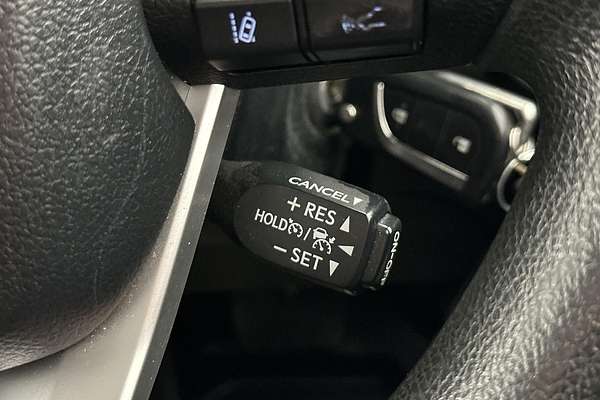 CANCEL▼
+ RES ▲
HOLD /
− SET ▼
ON-OFF